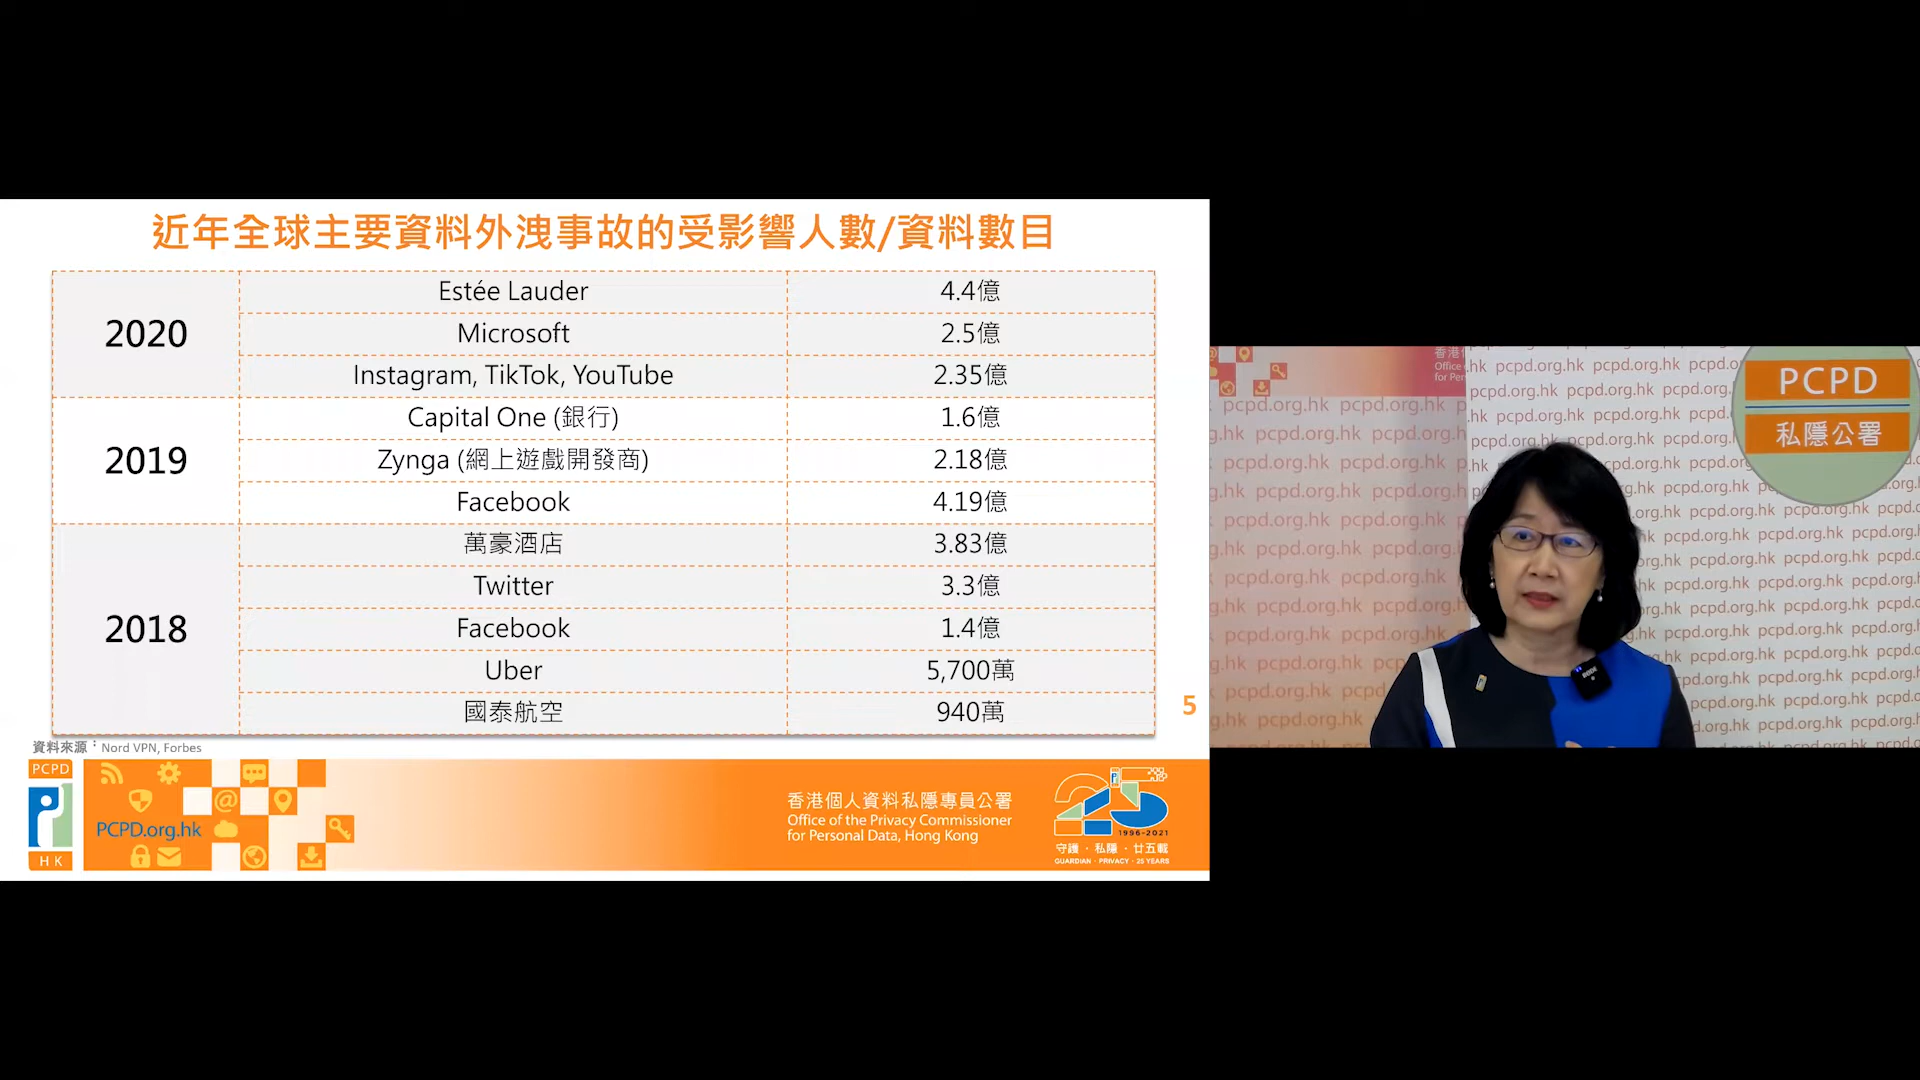 近年全球主要資料外洩事故的受影響人數/資料數目
2020
Estée Lauder 4.4億
Microsoft 2.5億
Instagram, TikTok, YouTube 2.35億
2019
Capital One (銀行) 1.6億
Zynga (網上遊戲開發商) 2.18億
Facebook 4.19億
2018
萬豪酒店 3.83億
Twitter 3.3億
Facebook 1.4億
Uber 5,700萬
國泰航空 940萬
5
資料來源：Nord VPN, Forbes
PCPD
HK
PCPD.org.hk
香港個人資料私隱專員公署
Office of the Privacy Commissioner
for Personal Data, Hong Kong
25
1996-2021
守護 · 私隱 · 廿五載
GUARDIAN · PRIVACY · 25 YEARS
PCPD
私隱公署
pcpd.org.hk pcpd.org.hk